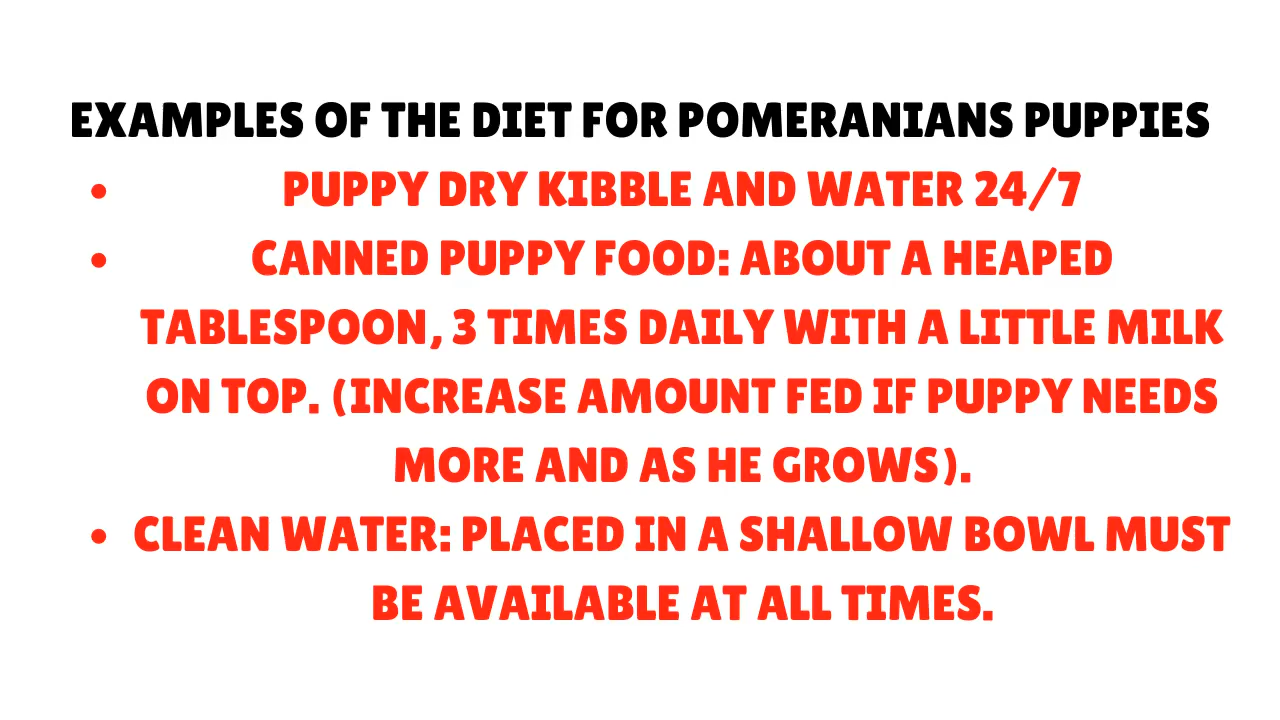 EXAMPLES OF THE DIET FOR POMERANIANS PUPPIES
• PUPPY DRY KIBBLE AND WATER 24/7
• CANNED PUPPY FOOD: ABOUT A HEAPED
TABLESPOON, 3 TIMES DAILY WITH A LITTLE MILK
ON TOP. (INCREASE AMOUNT FED IF PUPPY NEEDS
MORE AND AS HE GROWS).
• CLEAN WATER: PLACED IN A SHALLOW BOWL MUST
BE AVAILABLE AT ALL TIMES.